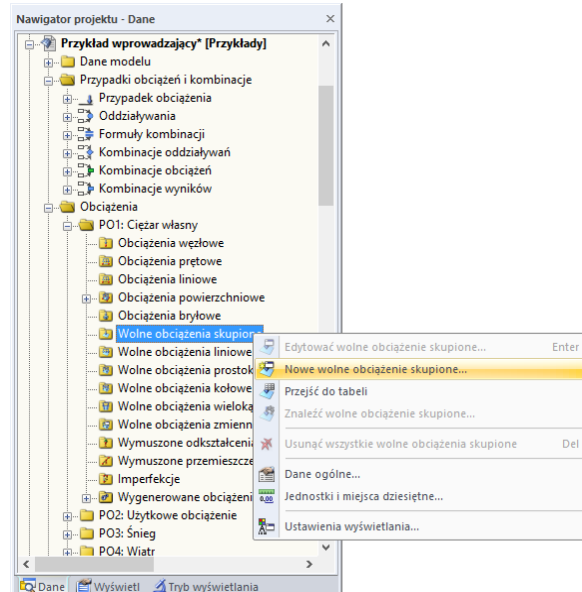 Nawigator projektu - Dane
Przykład wprowadzający* [Przykłady]
Dane modelu
Przypadki obciążeń i kombinacje
Przypadek obciążenia
Oddziaływania
Formuły kombinacji
Kombinacje oddziaływań
Kombinacje obciążeń
Kombinacje wyników
Obciążenia
PO1: Ciężar własny
Obciążenia węzłowe
Obciążenia prętowe
Obciążenia liniowe
Obciążenia powierzchniowe
Obciążenia bryłowe
Wolne obciążenia skupione
Wolne obciążenia liniowe
Wolne obciążenia prostok
Wolne obciążenia kołowe
Wolne obciążenia wieloką
Wolne obciążenia zmienn
Wymuszone odkształceni
Wymuszone przemieszcze
Imperfekcje
Wygenerowane obciążeni
PO2: Użytkowe obciążenie
PO3: Śnieg
PO4: Wiatr
Dane Wyświetl Tryb wyświetlania
Edytować wolne obciążenie skupione... Enter
Nowe wolne obciążenie skupione...
Przejść do tabeli
Znaleźć wolne obciążenie skupione...
Usunąć wszystkie wolne obciążenia skupione Del
Dane ogólne...
Jednostki i miejsca dziesiętne...
Ustawienia wyświetlania...